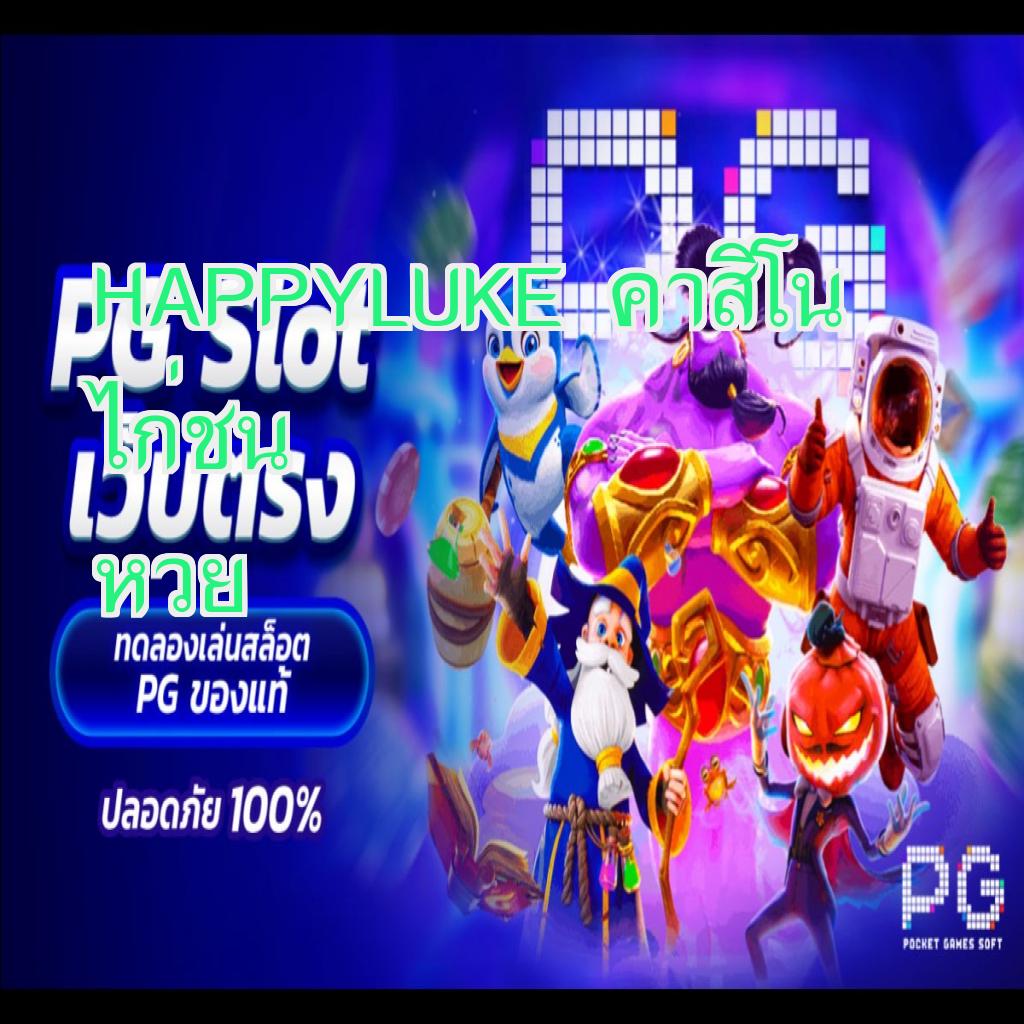 HAPPYLUKE คาสิโน
PG Slot
ไก่ชน
เว็บตรง
หวย
ทดลองเล่นสล็อต
PG ของแท้
ปลอดภัย 100%
PG
PG
POCKET GAMES SOFT